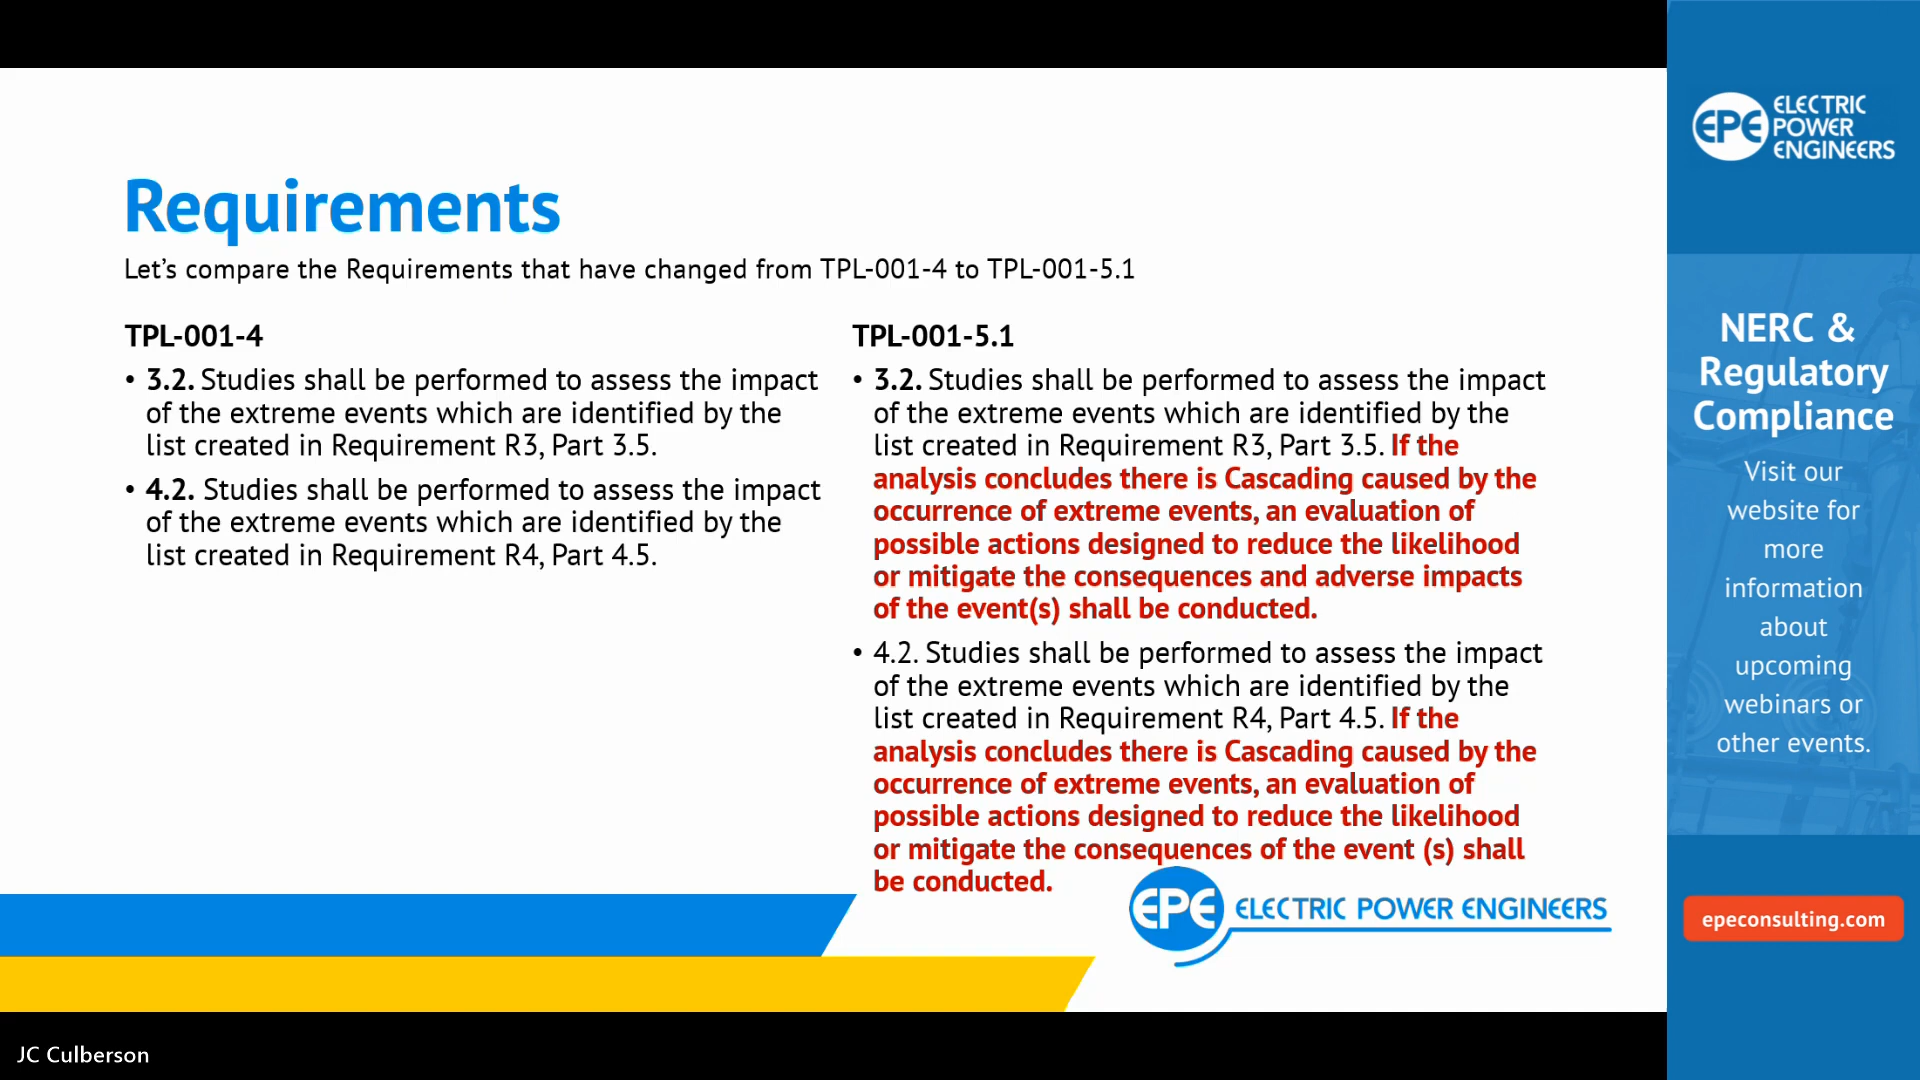 Requirements
Let's compare the Requirements that have changed from TPL-001-4 to TPL-001-5.1
TPL-001-4
• 3.2. Studies shall be performed to assess the impact
of the extreme events which are identified by the
list created in Requirement R3, Part 3.5.
• 4.2. Studies shall be performed to assess the impact
of the extreme events which are identified by the
list created in Requirement R4, Part 4.5.
TPL-001-5.1
• 3.2. Studies shall be performed to assess the impact
of the extreme events which are identified by the
list created in Requirement R3, Part 3.5. If the
analysis concludes there is Cascading caused by the
occurrence of extreme events, an evaluation of
possible actions designed to reduce the likelihood
or mitigate the consequences and adverse impacts
of the event(s) shall be conducted.
• 4.2. Studies shall be performed to assess the impact
of the extreme events which are identified by the
list created in Requirement R4, Part 4.5. If the
analysis concludes there is Cascading caused by the
occurrence of extreme events, an evaluation of
possible actions designed to reduce the likelihood
or mitigate the consequences of the event (s) shall
be conducted.
EPE ELECTRIC POWER ENGINEERS
JC Culberson
EPE
ELECTRIC
POWER
ENGINEERS
NERC &
Regulatory
Compliance
Visit our
website for
more
information
about
upcoming
webinars or
other events.
epeconsulting.com